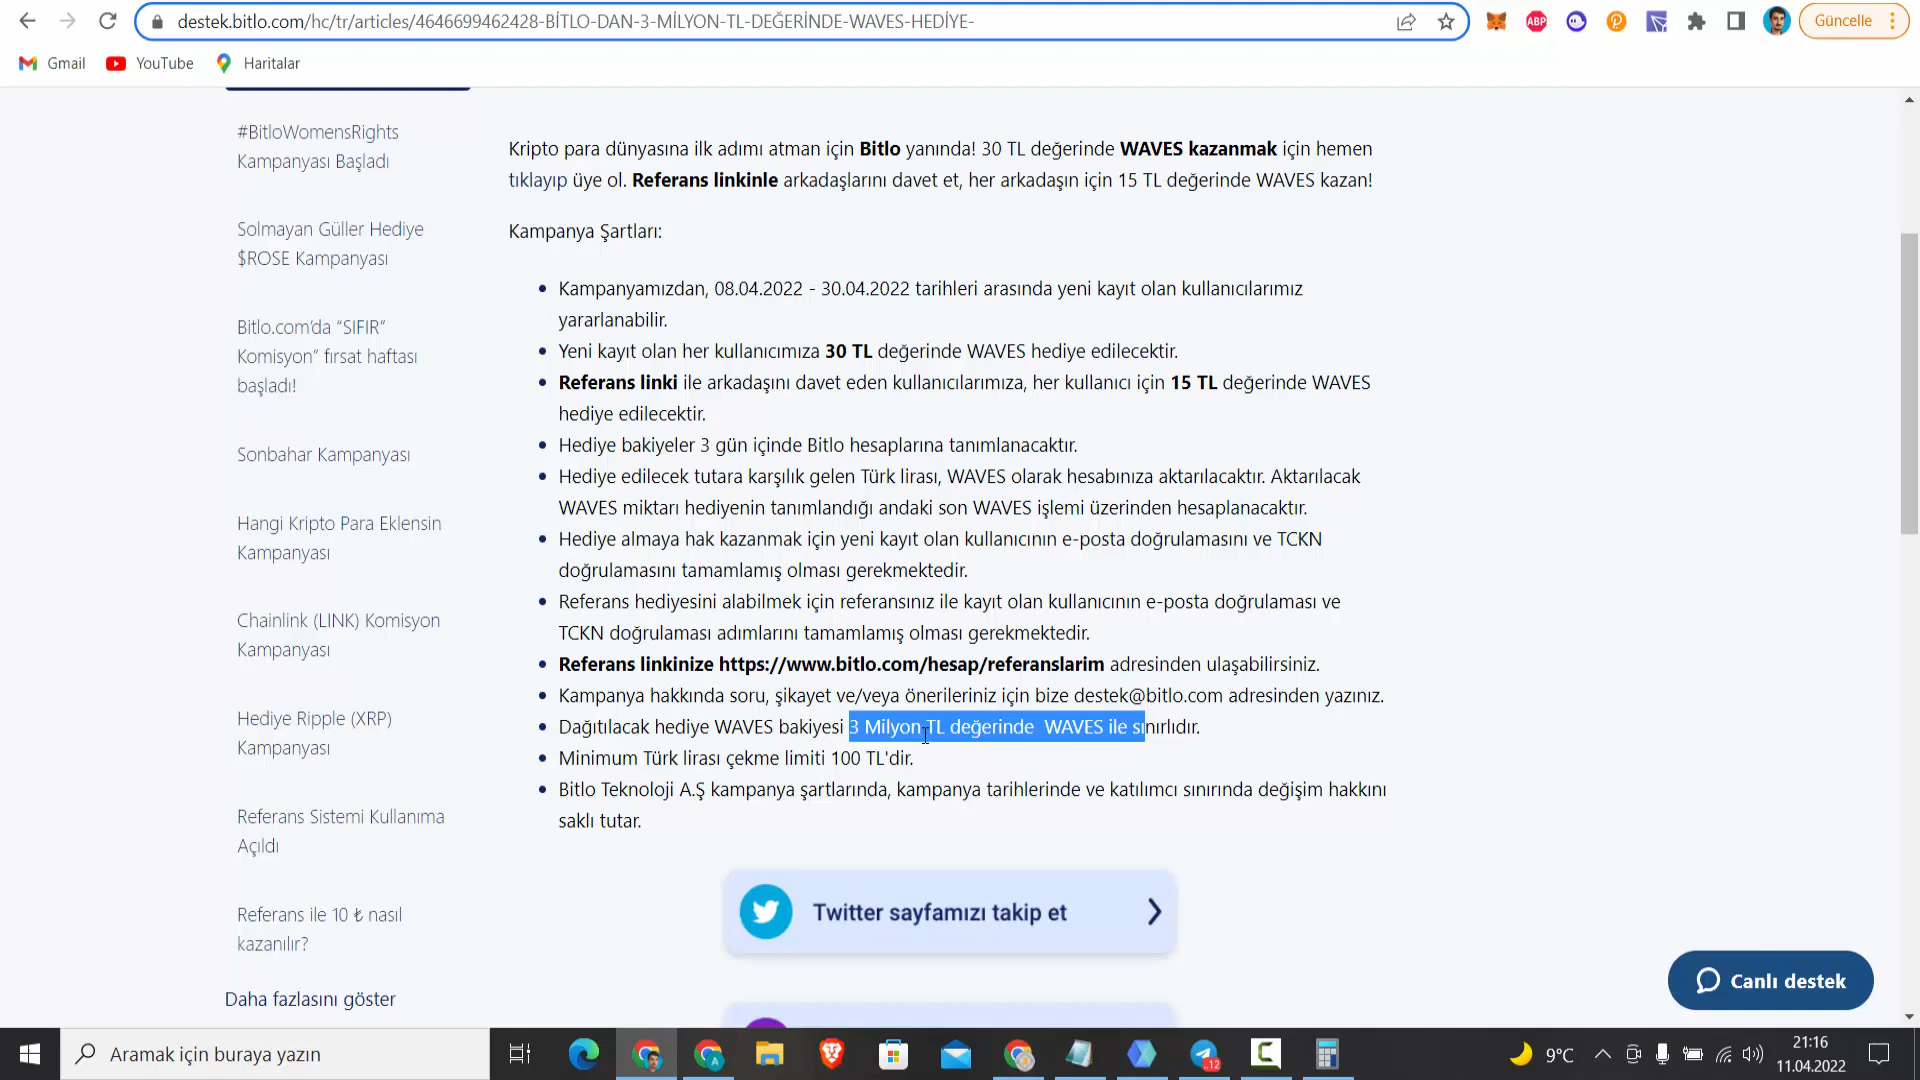 destek.bitlo.com/hc/tr/articles/4646699462428-BİTLO-DAN-3-MİLYON-TL-DEĞERİNDE-WAVES-HEDİYE-
ABP
Güncelle
Gmail
YouTube
Haritalar
#BitloWomensRights
Kampanyası Başladı
Solmayan Güller Hediye
$ROSE Kampanyası
Bitlo.com’da “SIFIR”
Komisyon” fırsat haftası
başladı!
Sonbahar Kampanyası
Hangi Kripto Para Eklensin
Kampanyası
Chainlink (LINK) Komisyon
Kampanyası
Hediye Ripple (XRP)
Kampanyası
Referans Sistemi Kullanıma
Açıldı
Referans ile 10 ₺ nasıl
kazanılır?
Daha fazlasını göster
Kripto para dünyasına ilk adımı atman için Bitlo yanında! 30 TL değerinde WAVES kazanmak için hemen
tıklayıp üye ol. Referans linkinle arkadaşlarını davet et, her arkadaşın için 15 TL değerinde WAVES kazan!
Kampanya Şartları:
Kampanyamızdan, 08.04.2022 - 30.04.2022 tarihleri arasında yeni kayıt olan kullanıcılarımız
yararlanabilir.
Yeni kayıt olan her kullanıcımıza 30 TL değerinde WAVES hediye edilecektir.
Referans linki ile arkadaşını davet eden kullanıcılarımıza, her kullanıcı için 15 TL değerinde WAVES
hediye edilecektir.
Hediye bakiyeler 3 gün içinde Bitlo hesaplarına tanımlanacaktır.
Hediye edilecek tutara karşılık gelen Türk lirası, WAVES olarak hesabınıza aktarılacaktır. Aktarılacak
WAVES miktarı hediyenin tanımlandığı andaki son WAVES işlemi üzerinden hesaplanacaktır.
Hediye almaya hak kazanmak için yeni kayıt olan kullanıcının e-posta doğrulamasını ve TCKN
doğrulamasını tamamlamış olması gerekmektedir.
Referans hediyesini alabilmek için referansınız ile kayıt olan kullanıcının e-posta doğrulaması ve
TCKN doğrulaması adımlarını tamamlamış olması gerekmektedir.
Referans linkinize https://www.bitlo.com/hesap/referanslarim adresinden ulaşabilirsiniz.
Kampanya hakkında soru, şikayet ve/veya önerileriniz için bize destek@bitlo.com adresinden yazınız.
Dağıtılacak hediye WAVES bakiyesi 3 Milyon TL değerinde WAVES ile sınırlıdır.
Minimum Türk lirası çekme limiti 100 TL'dir.
Bitlo Teknoloji A.Ş kampanya şartlarında, kampanya tarihlerinde ve katılımcı sınırında değişim hakkını
saklı tutar.
Twitter sayfamızı takip et
Canlı destek
Aramak için buraya yazın
12
9°C
21:16
11.04.2022